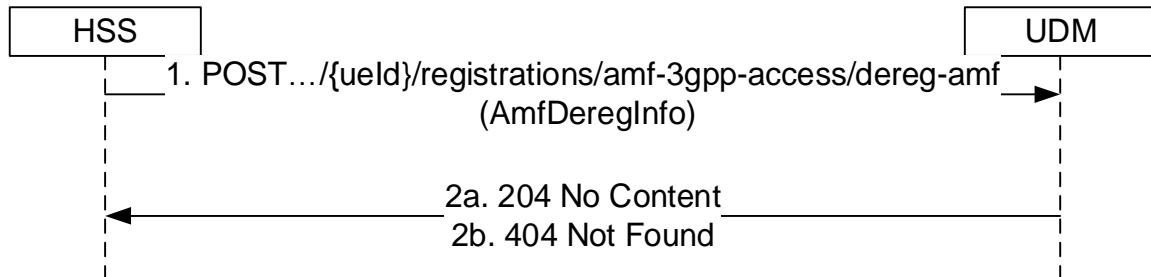 HSS
UDM
1. POST…/{ueId}/registrations/amf-3gpp-access/dereg-amf
(AmfDeregInfo)
2a. 204 No Content
2b. 404 Not Found